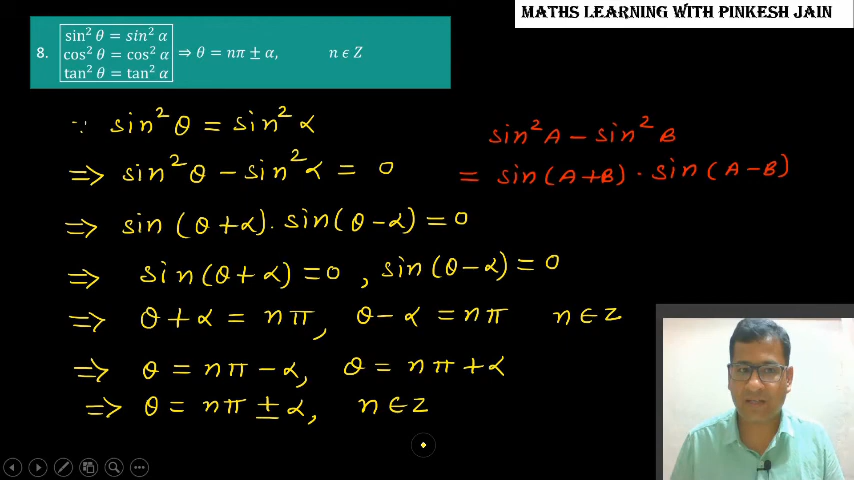 MATHS LEARNING WITH PINKESH JAIN
8. sin² θ = sin² α
cos² θ = cos² α ⇒ θ = nπ ± α, n ϵ Z
tan² θ = tan² α
∵ sin²θ = sin²α
⇒ sin²θ − sin²α = 0
⇒ sin(θ+α). sin(θ−α) = 0
⇒ sin(θ+α) = 0, sin(θ−α) = 0
⇒ θ+α = nπ, θ−α = nπ n∈Z
⇒ θ = nπ −α, θ = nπ +α
⇒ θ = nπ ± α, n∈Z
sin²A − sin²B
= sin(A+B) · sin(A−B)